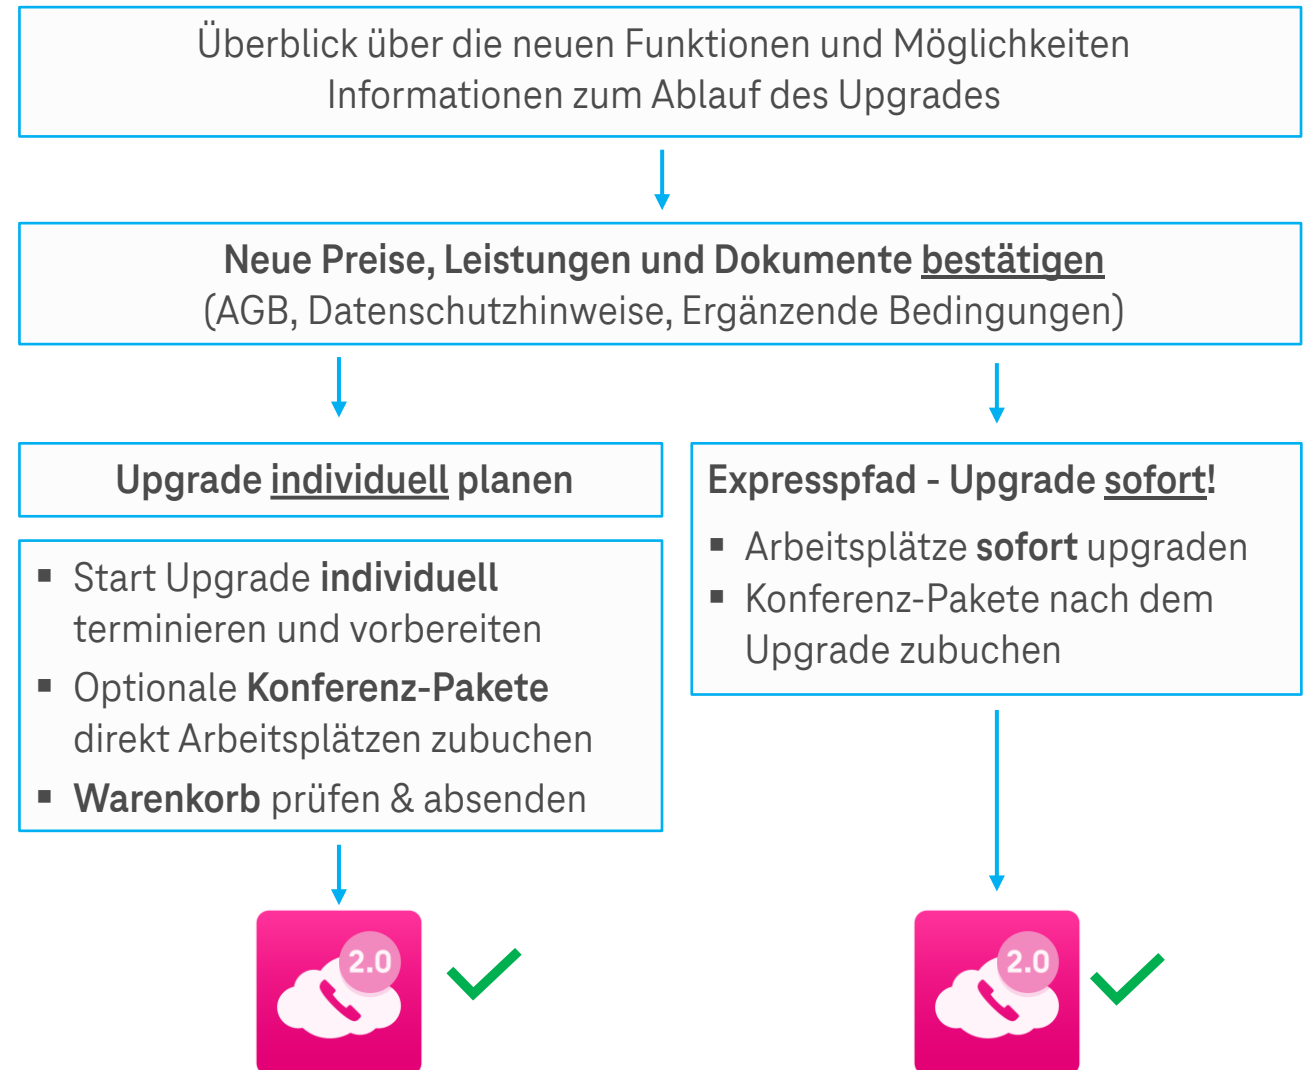 Überblick über die neuen Funktionen und Möglichkeiten
Informationen zum Ablauf des Upgrades
Neue Preise, Leistungen und Dokumente bestätigen
(AGB, Datenschutzhinweise, Ergänzende Bedingungen)
Upgrade individuell planen
▪ Start Upgrade individuell
terminieren und vorbereiten
▪ Optionale Konferenz-Pakete
direkt Arbeitsplätzen zubuchen
▪ Warenkorb prüfen & absenden
Expresspfad - Upgrade sofort!
▪ Arbeitsplätze sofort upgraden
▪ Konferenz-Pakete nach dem
Upgrade zubuchen
2.0
2.0